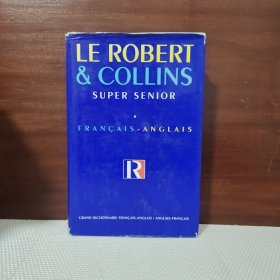 LE ROBERT
& COLLINS
SUPER SENIOR
*
FRANÇAIS-ANGLAIS
R
GRAND DICTIONNAIRE FRANÇAIS-ANGLAIS / ANGLAIS-FRANÇAIS